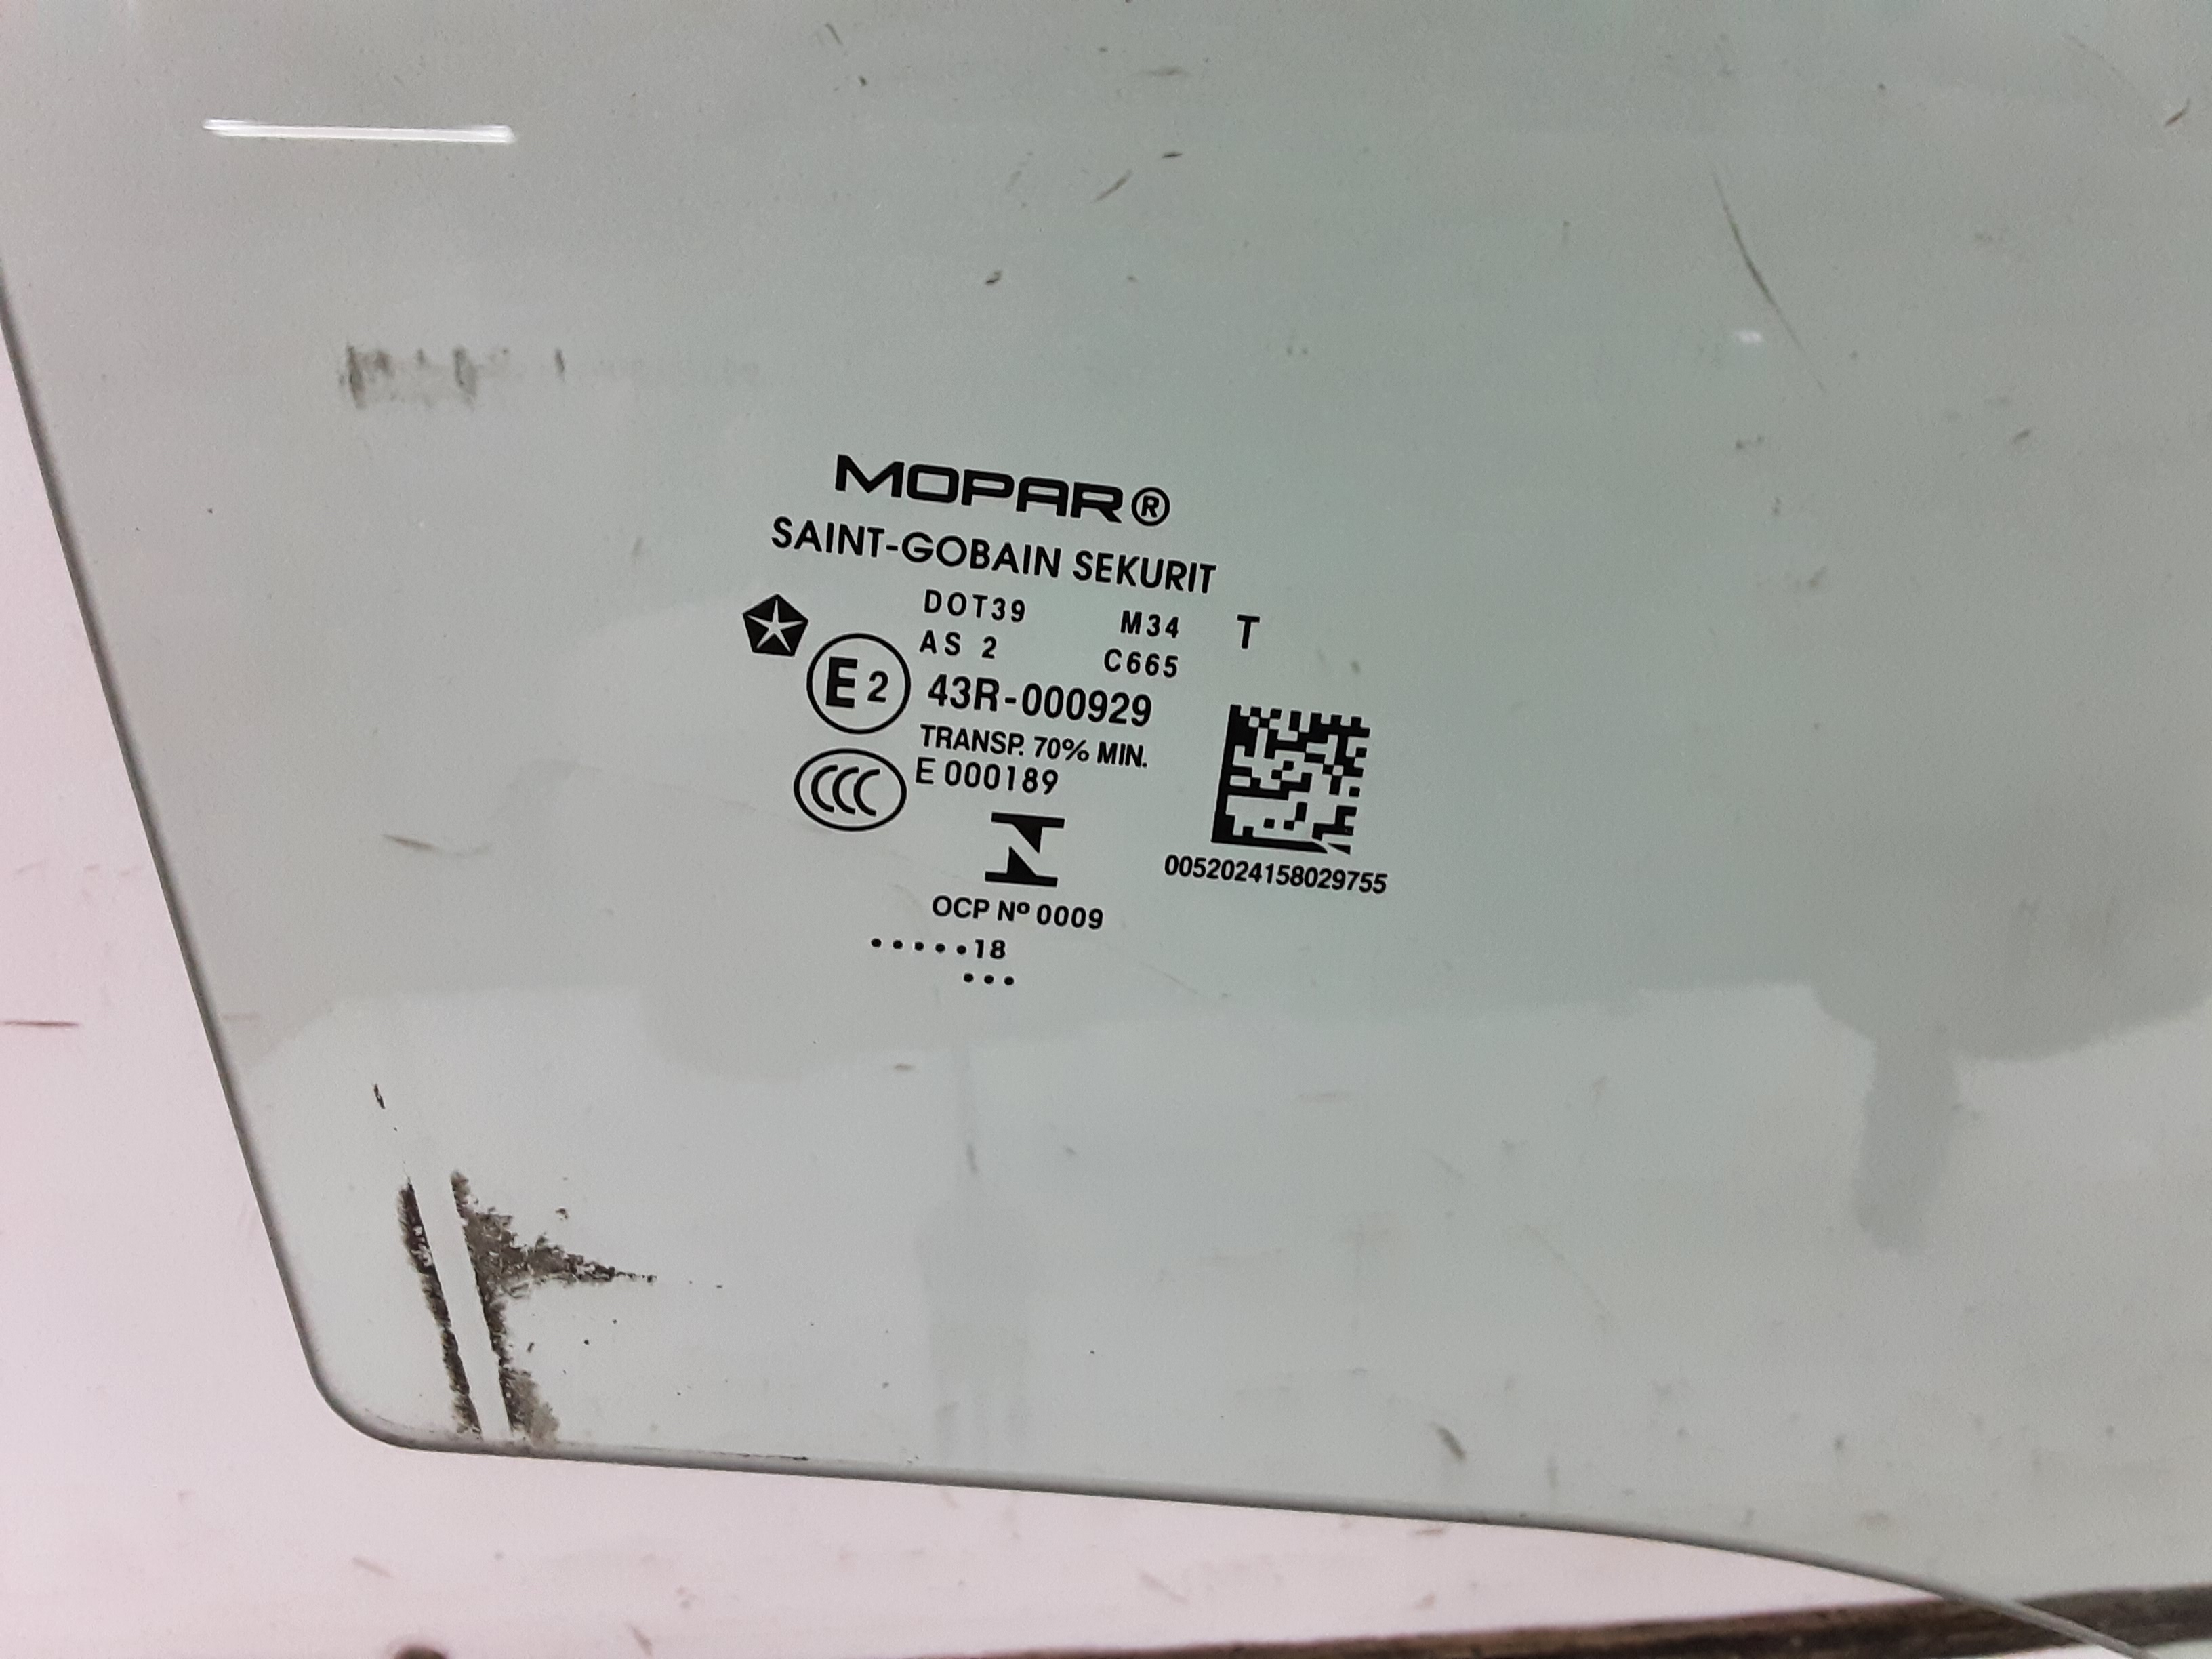 MOPAR®
SAINT-GOBAIN SEKURIT
DOT39 M34 T
AS 2 C665
E2 43R-000929
TRANSP. 70% MIN.
CCC E 000189
0052024158029755
OCP Nº 0009
•••••18
•••